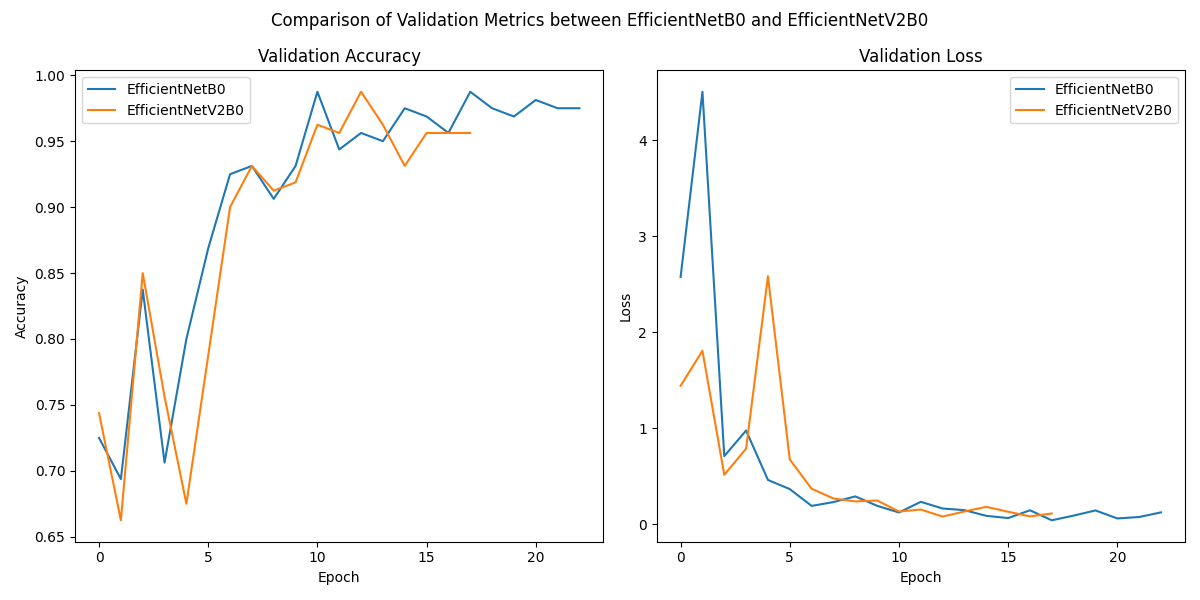 Comparison of Validation Metrics between EfficientNetB0 and EfficientNetV2B0
Validation Accuracy
EfficientNetB0
EfficientNetV2B0
1.00
0.95
0.90
0.85
0.80
0.75
0.70
0.65
Accuracy
0 5 10 15 20
Epoch
Validation Loss
EfficientNetB0
EfficientNetV2B0
4
3
2
1
0
Loss
0 5 10 15 20
Epoch